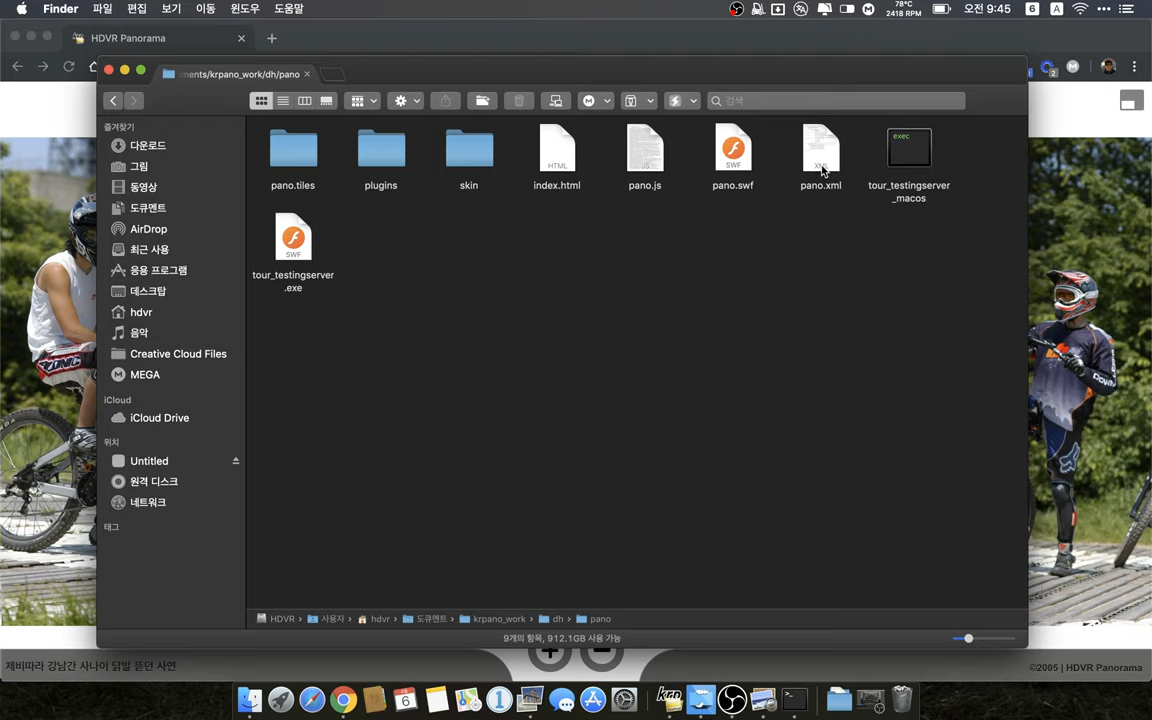 Finder 파일 편집 보기 이동 윈도우 도움말
78°C
2418 RPM
오전 9:45
6 A
HDVR Panorama
2
ments/krpano_work/dh/pano
검색
즐겨찾기
다운로드
그림
동영상
도큐멘트
AirDrop
최근 사용
응용 프로그램
데스크탑
hdvr
음악
Creative Cloud Files
MEGA
iCloud
iCloud Drive
위치
Untitled
원격 디스크
네트워크
태그
pano.tiles
plugins
skin
HTML
index.html
JS
pano.js
SWF
pano.swf
XML
pano.xml
exec
tour_testingserver
_macos
SWF
tour_testingserver
.exe
HDVR › 사용자 › hdvr › 도큐멘트 › krpano_work › dh › pano
9개의 항목, 912.1GB 사용 가능
제비따라 강남간 사나이 닭발 뜯던 사연
©2005 | HDVR Panorama
6
krp